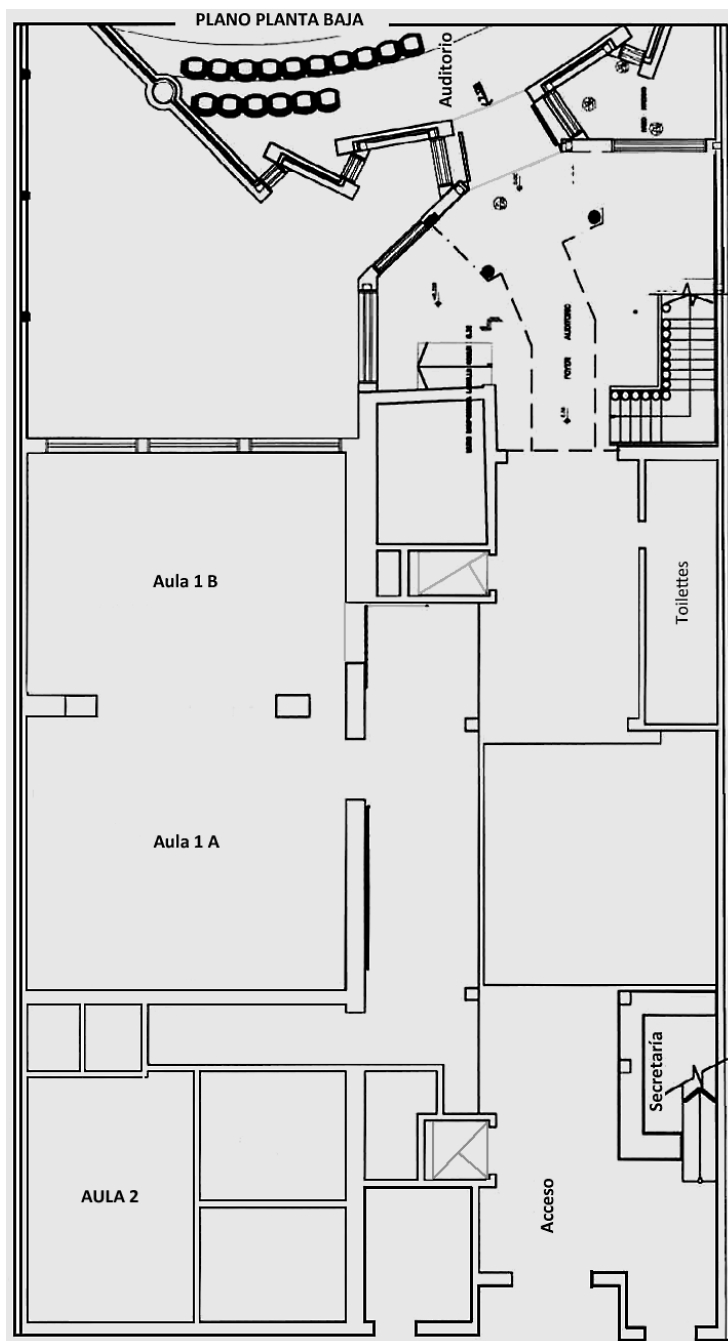 PLANO PLANTA BAJA
Auditorio
FOYER AUDITORIO
Aula 1 B
Toilettes
Aula 1 A
Secretaría
AULA 2
Acceso